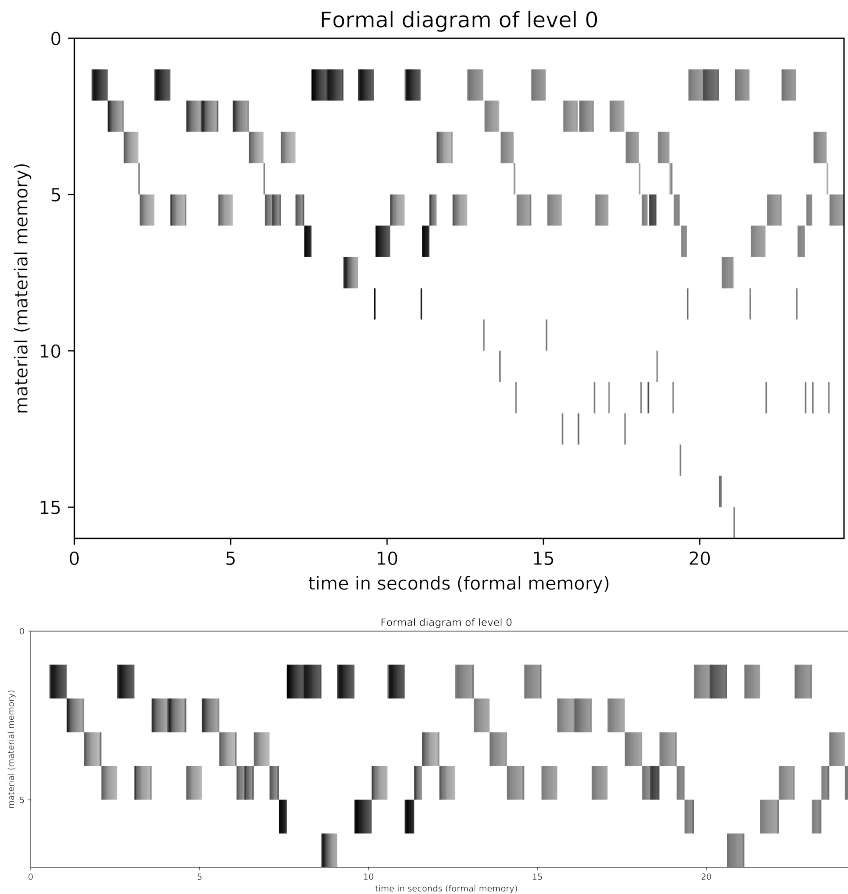 Formal diagram of level 0
0
5
10
15
material (material memory)
0 5 10 15 20
time in seconds (formal memory)
Formal diagram of level 0
0
5
material (material memory)
0 5 10 15 20
time in seconds (formal memory)